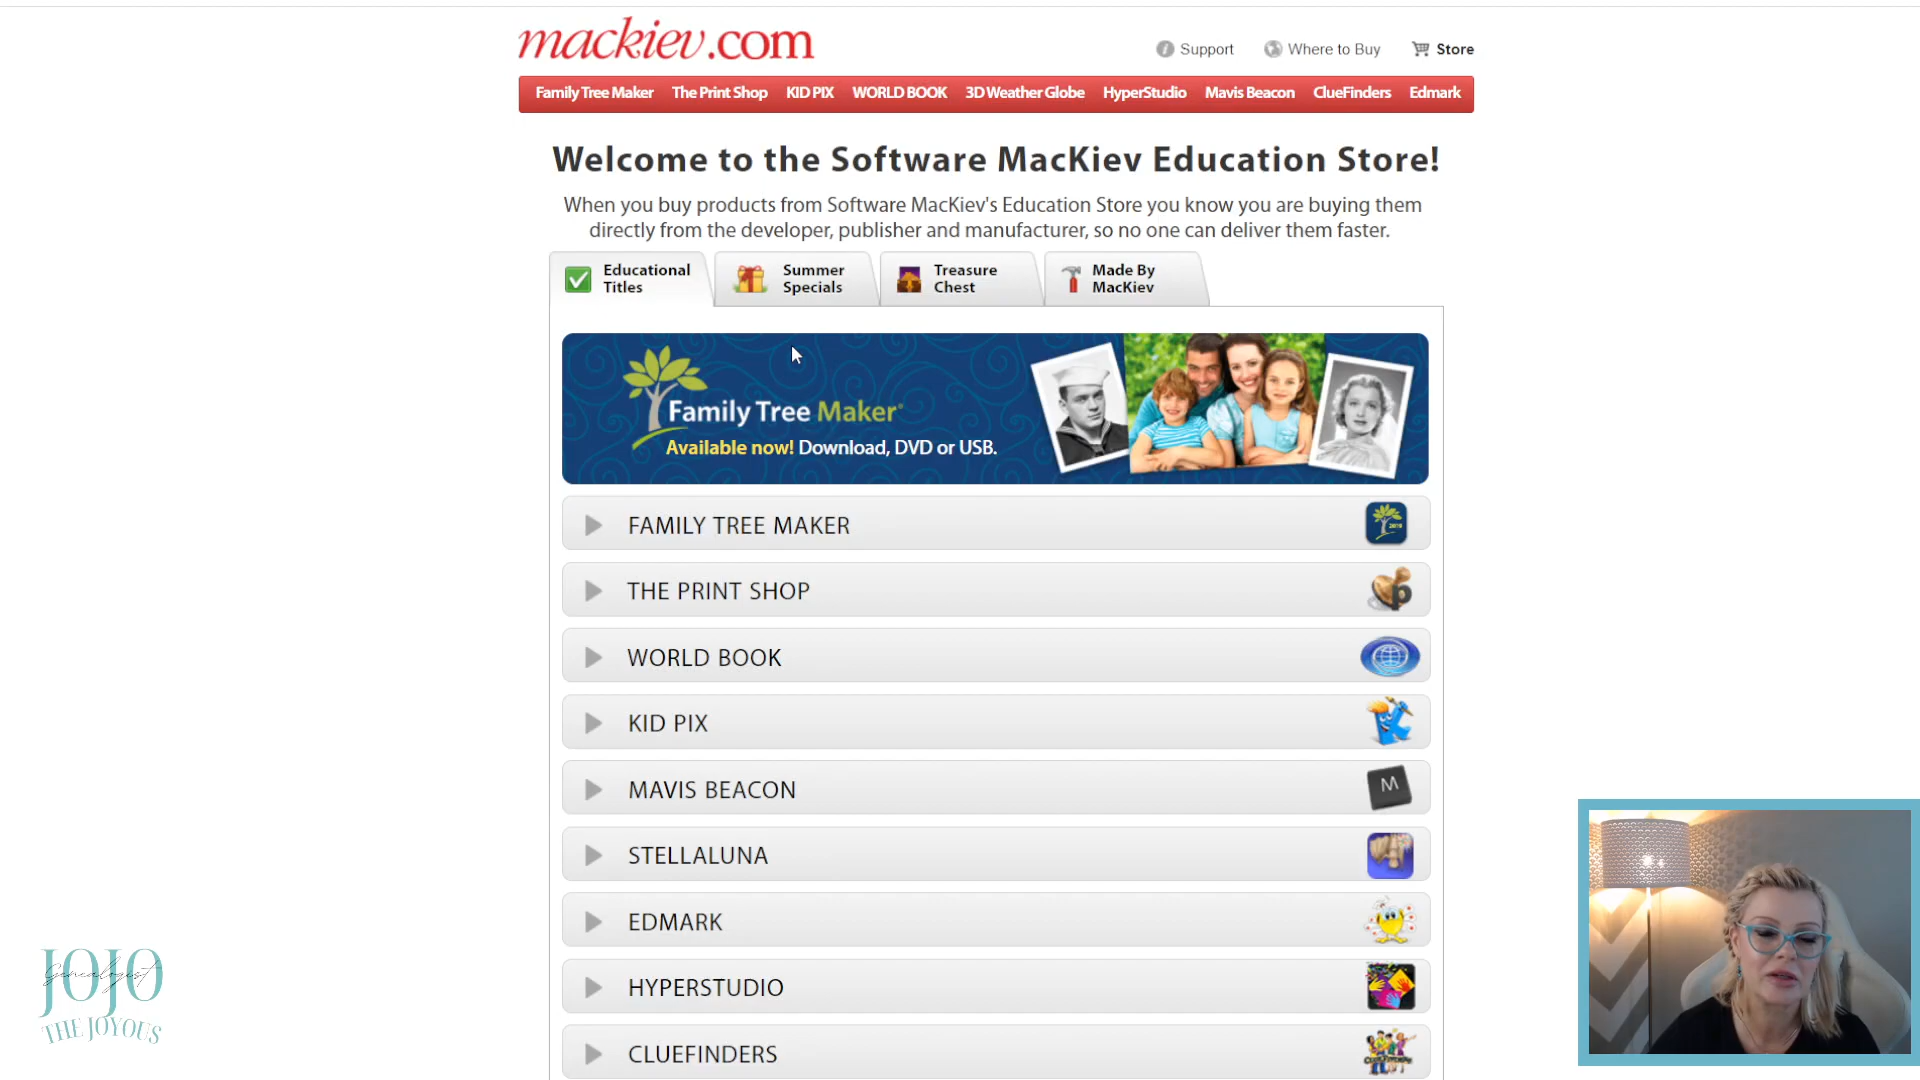 mackiev.com
Support
Where to Buy
Store
Family Tree Maker
The Print Shop
KID PIX
WORLD BOOK
3D Weather Globe
HyperStudio
Mavis Beacon
ClueFinders
Edmark
Welcome to the Software MacKiev Education Store!
When you buy products from Software MacKiev's Education Store you know you are buying them
directly from the developer, publisher and manufacturer, so no one can deliver them faster.
Educational
Titles
Summer
Specials
Treasure
Chest
Made By
MacKiev
Family Tree Maker®
Available now! Download, DVD or USB.
FAMILY TREE MAKER
THE PRINT SHOP
WORLD BOOK
KID PIX
MAVIS BEACON
M
STELLALUNA
EDMARK
HYPERSTUDIO
CLUEFINDERS
JOJO
Genealogist
THE JOYOUS